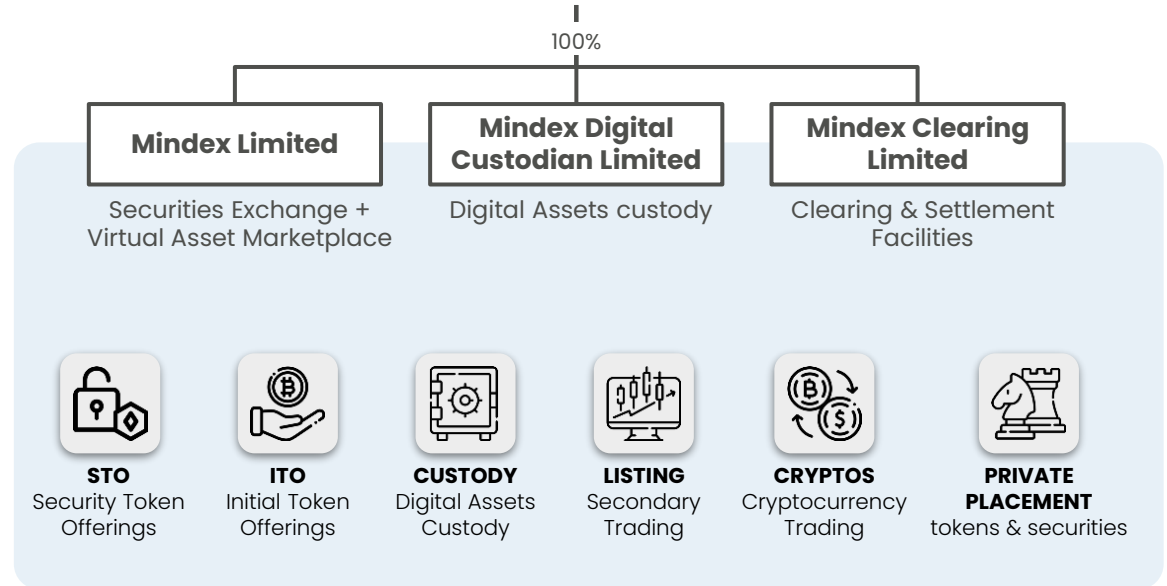 100%
Mindex Limited
Mindex Digital
Custodian Limited
Mindex Clearing
Limited
Securities Exchange +
Virtual Asset Marketplace
Digital Assets custody
Clearing & Settlement
Facilities
STO
Security Token
Offerings
ITO
Initial Token
Offerings
CUSTODY
Digital Assets
Custody
LISTING
Secondary
Trading
CRYPTOS
Cryptocurrency
Trading
PRIVATE
PLACEMENT
tokens & securities